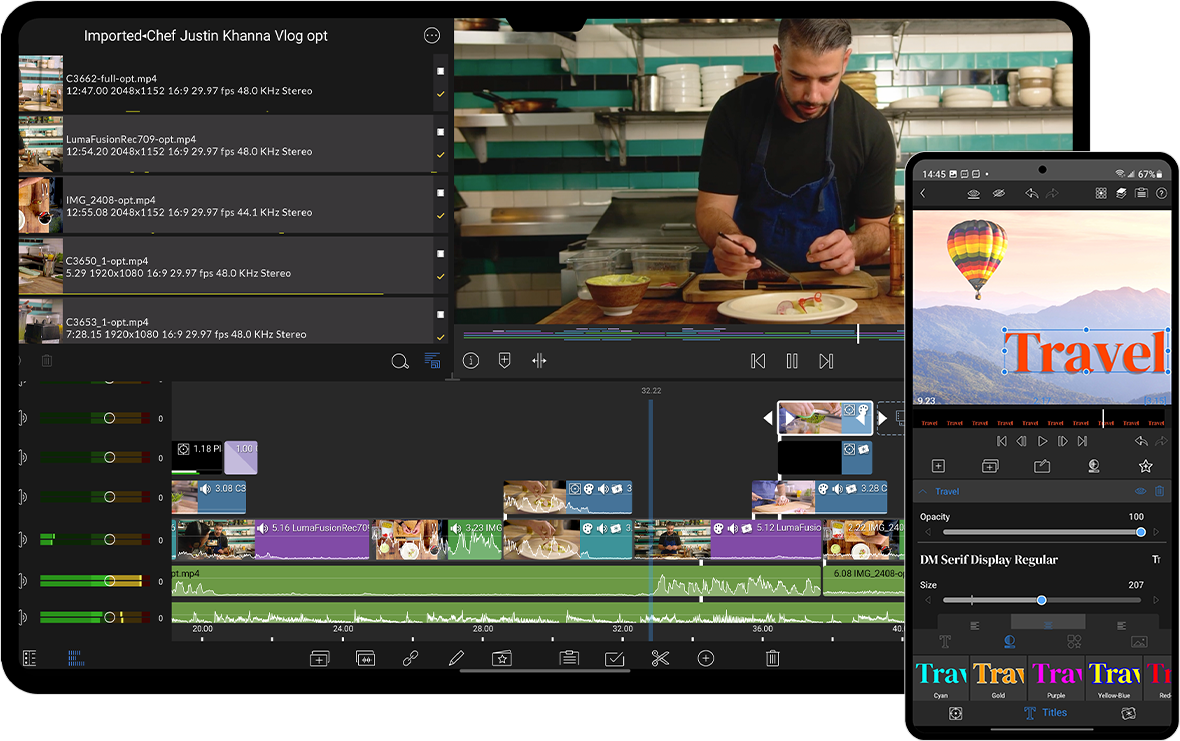 Imported•Chef Justin Khanna Vlog opt
C3662-full-opt.mp4
12:47.00 2048x1152 16:9 29.97 fps 48.0 KHz Stereo
LumaFusionRec709-opt.mp4
12:54.20 2048x1152 16:9 29.97 fps 48.0 KHz Stereo
IMG_2408-opt.mp4
12:55.08 2048x1152 16:9 29.97 fps 44.1 KHz Stereo
C3650_1-opt.mp4
5.29 1920x1080 16:9 29.97 fps 48.0 KHz Stereo
C3653_1-opt.mp4
7:28.15 1920x1080 16:9 29.97 fps 48.0 KHz Stereo
32.22
0
0
1.18 Pl
1.00
0
3.08 C3
3
3.28 C
0
5.16 LumaFusionRec709
3.23 IMG
3
5.12 LumaFusio
2.22 IMG_240
0
pt.mp4
6.08 IMG_2408-op
0
0
20.00
24.00
28.00
32.00
36.00
40.
14:45
67%
Travel
9.23
Travel Travel Travel Travel Travel Travel Travel Travel Travel
Travel
Opacity
100
DM Serif Display Regular
Tт
Size
207
Trav
Trav
Trav
Trav
Tr
Cyan
Gold
Purple
Yellow-Blue
Red-
Titles